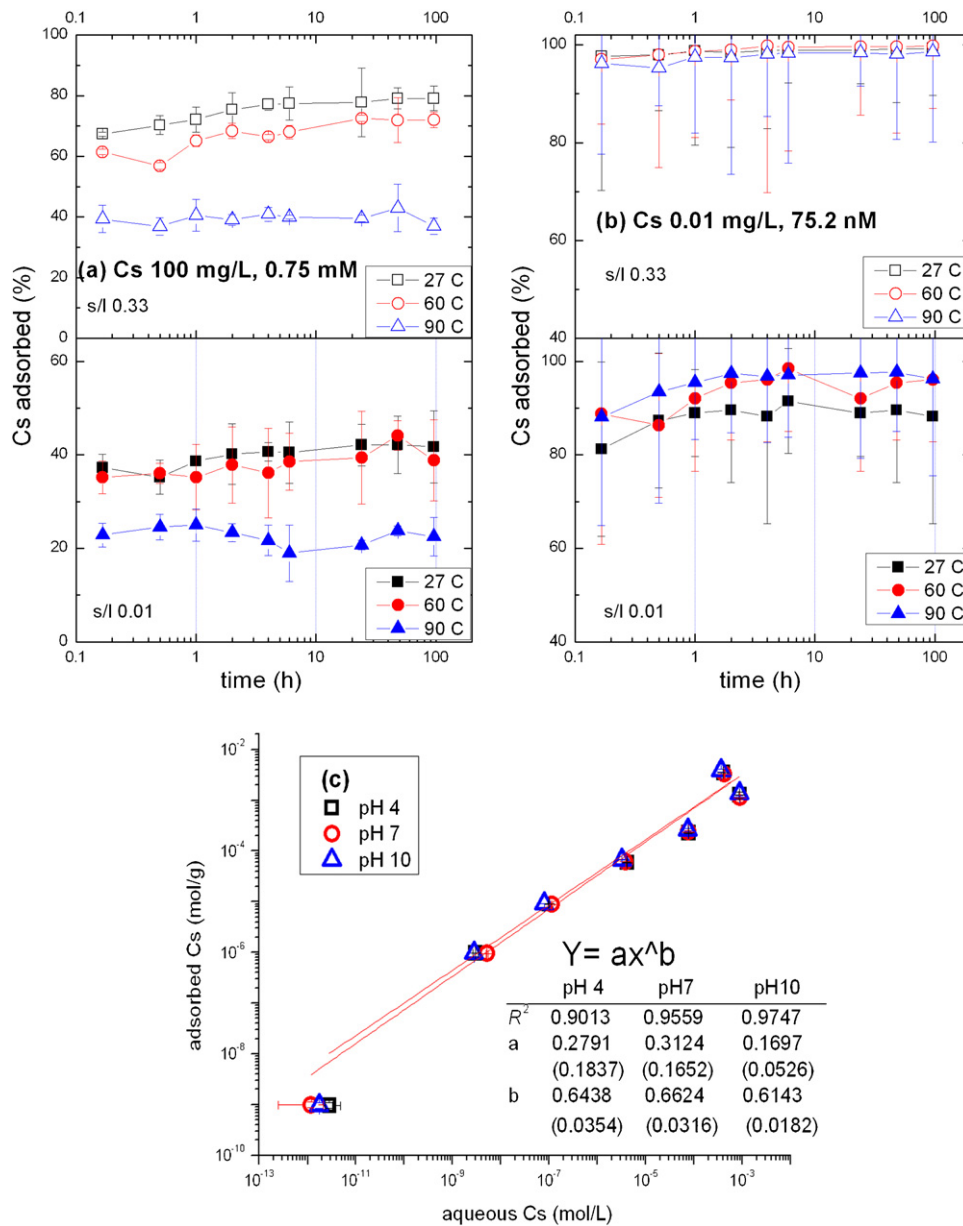 0.1 1 10 100
0.1 1 10 100
100
80
60
40
20
0
(a) Cs 100 mg/L, 0.75 mM
s/l 0.33
27 C
60 C
90 C
60
40
20
0
s/l 0.01
27 C
60 C
90 C
0.1 1 10 100
time (h)
Cs adsorbed (%)
100
80
60
40
(b) Cs 0.01 mg/L, 75.2 nM
s/l 0.33
27 C
60 C
90 C
100
80
60
40
s/l 0.01
27 C
60 C
90 C
0.1 1 10 100
time (h)
Cs adsorbed (%)
(c)
pH 4
pH 7
pH 10
10^-2
10^-4
10^-6
10^-8
10^-10
adsorbed Cs (mol/g)
Y= ax^b
pH 4 pH7 pH10
R^2 0.9013 0.9559 0.9747
a 0.2791 0.3124 0.1697
(0.1837) (0.1652) (0.0526)
b 0.6438 0.6624 0.6143
(0.0354) (0.0316) (0.0182)
10^-13 10^-11 10^-9 10^-7 10^-5 10^-3 10^-1
aqueous Cs (mol/L)